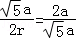 √5a/2r = 2a/√5a